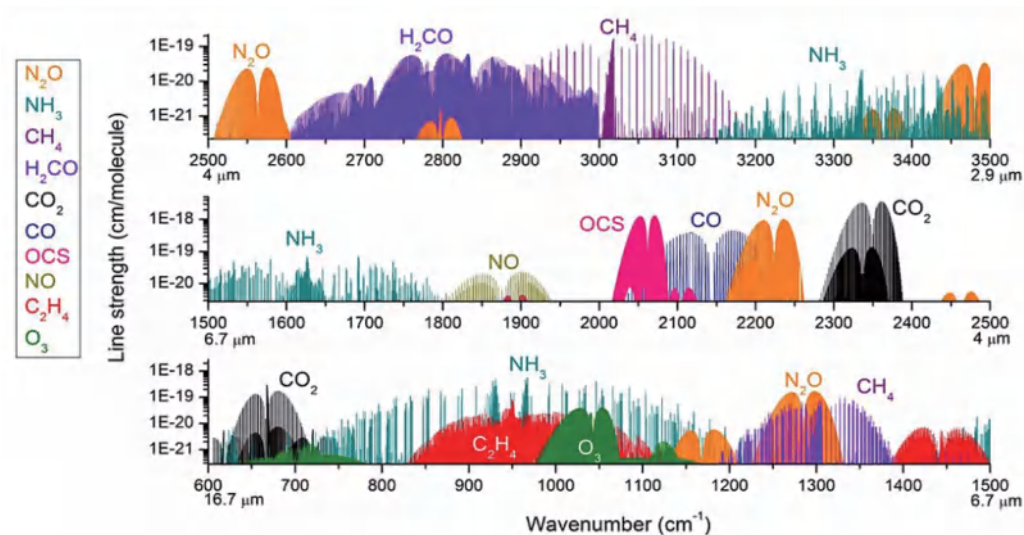 N₂O
NH₃
CH₄
H₂CO
CO₂
CO
OCS
NO
C₂H₄
O₃
Line strength (cm/molecule)
1E-19
1E-20
1E-21
N₂O
H₂CO
CH₄
NH₃
2500 2600 2700 2800 2900 3000 3100 3200 3300 3400 3500
4 μm 2.9 μm
1E-18
1E-19
1E-20
NH₃
NO
OCS
CO
N₂O
CO₂
1500 1600 1700 1800 1900 2000 2100 2200 2300 2400 2500
6.7 μm 4 μm
1E-18
1E-19
1E-20
1E-21
CO₂
NH₃
C₂H₄
O₃
N₂O
CH₄
600 700 800 900 1000 1100 1200 1300 1400 1500
16.7 μm 6.7 μm
Wavenumber (cm⁻¹)